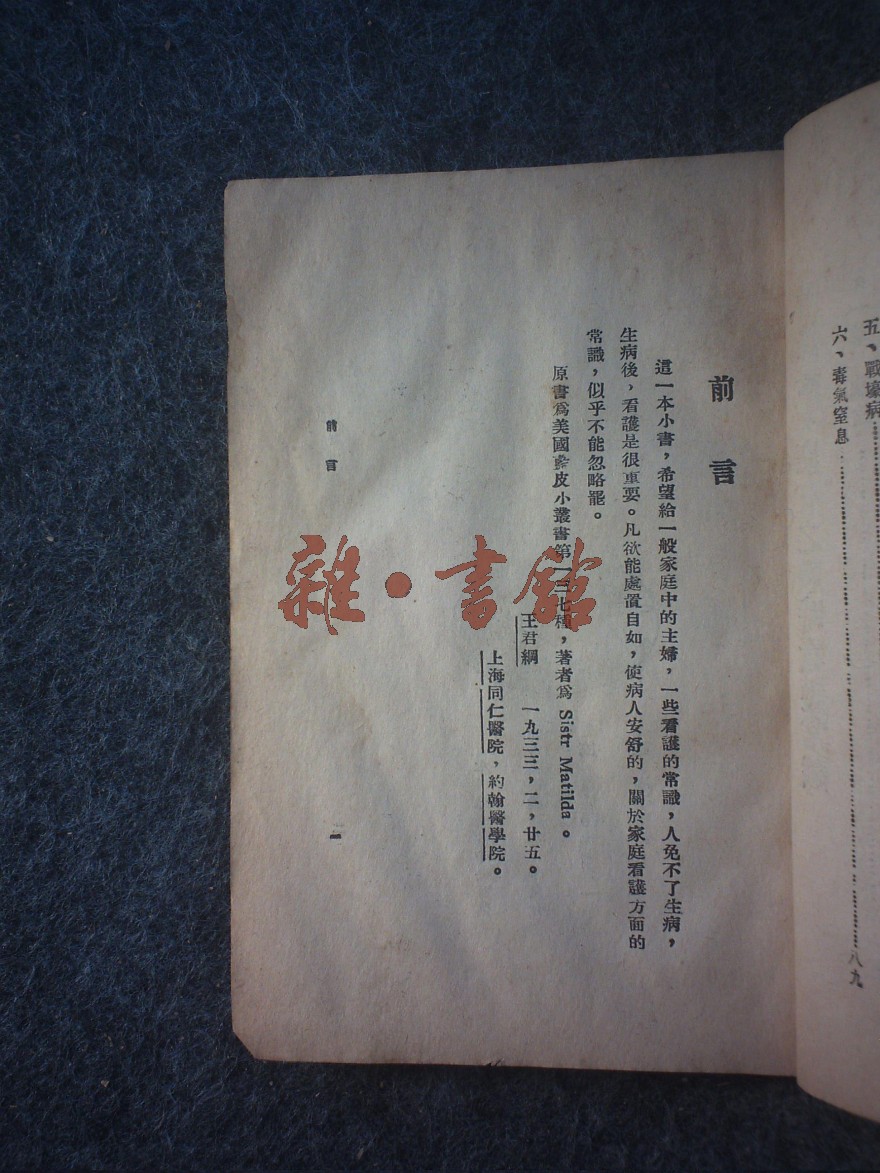 五、戰壕病
六、毒氣窒息
八九
前言
這一本小書，希望給一般家庭中的主婦，一些看護的常識，人免不了生病，
生病後，看護是很重要。凡欲能處置自如，使病人安舒的，關於家庭看護方面的
常識，似乎不能忽略罷。
原書爲美國藍皮小叢書第一三七種，著者爲 Sistr Matilda。
王君綱 一九三三，二，廿五。
上海同仁醫院，約翰醫學院。
前言
一
雜·書館